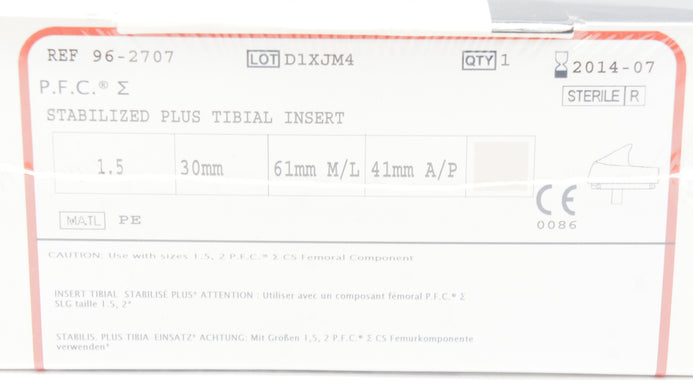 REF 96-2707 LOT D1XJM4 QTY 1 2014-07
P.F.C.® Σ STERILE R
STABILIZED PLUS TIBIAL INSERT
1.5 30mm 61mm M/L 41mm A/P
CE
0086
MATL PE
CAUTION: Use with sizes 1.5, 2 P.F.C.® Σ CS Femoral Component
INSERT TIBIAL STABILISÉ PLUS* ATTENTION : Utiliser avec un composant fémoral P.F.C.® Σ
SLG taille 1.5, 2"
STABILIS. PLUS TIBIA-EINSATZ* ACHTUNG: Mit Größen 1,5, 2 P.F.C.® Σ CS Femurkomponente
verwenden"